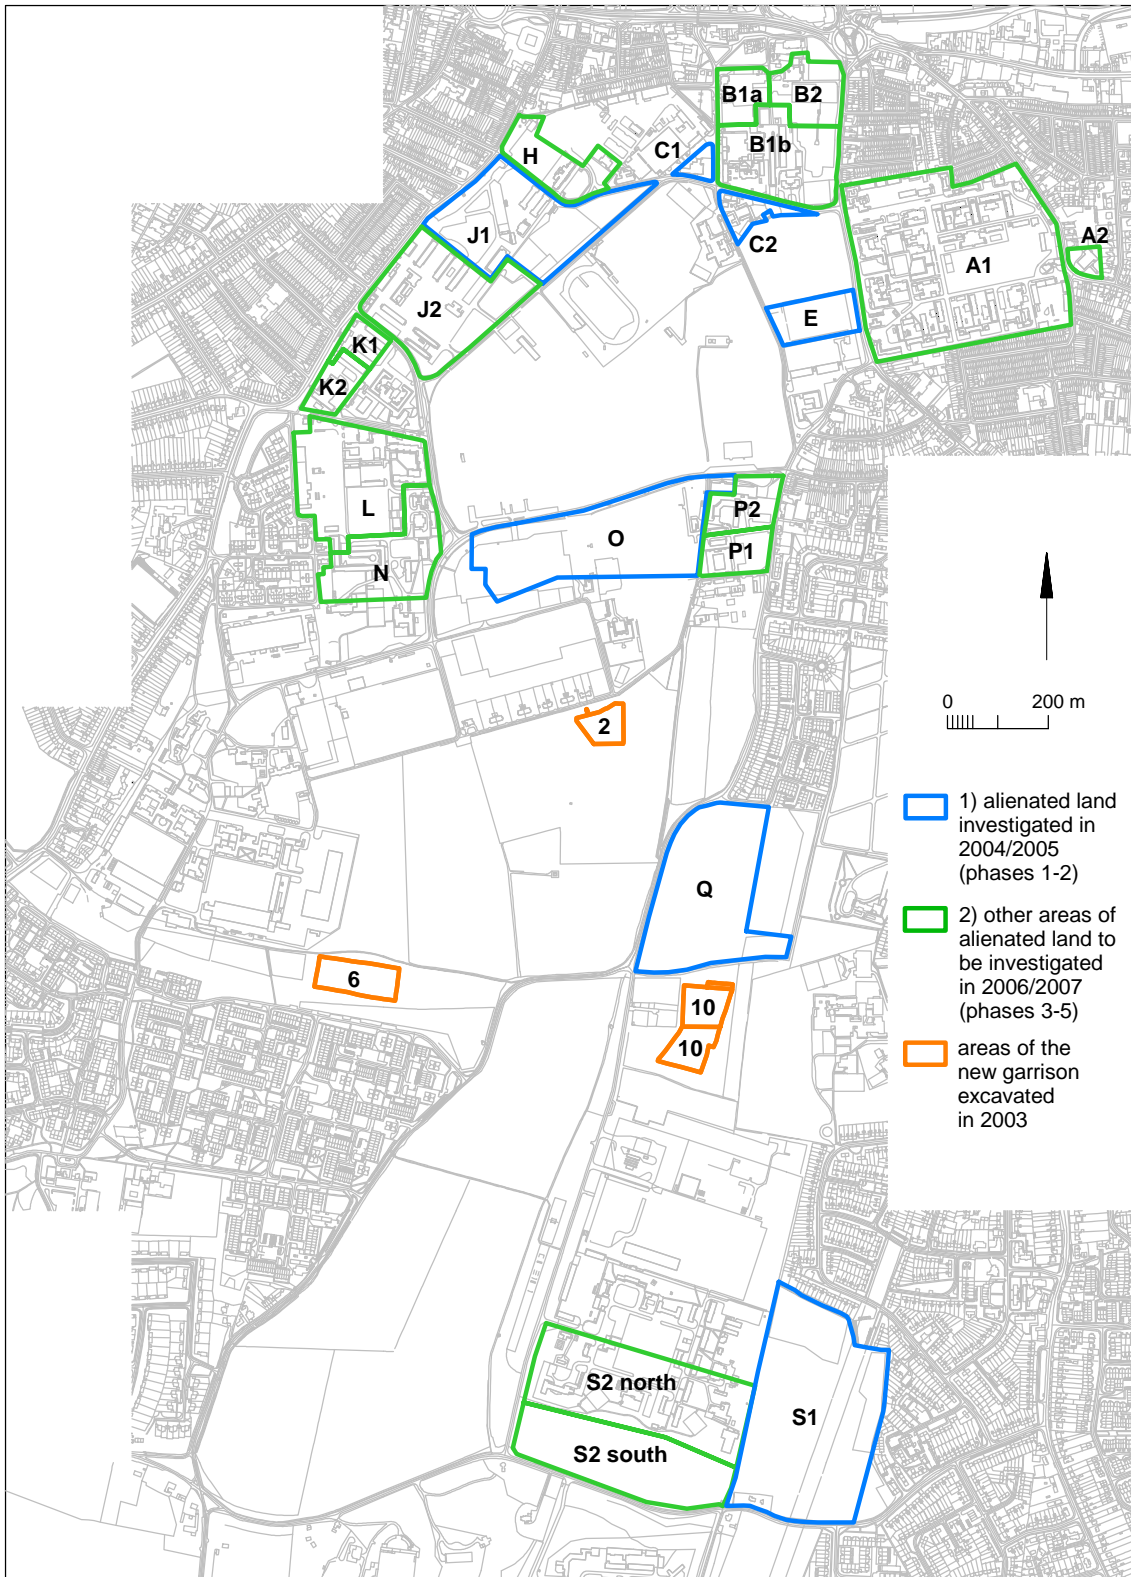 B1a
B2
H
C1
B1b
J1
C2
A2
A1
J2
E
K1
K2
L
P2
O
P1
N
0 200 m
2
1) alienated land
investigated in
2004/2005
(phases 1-2)
Q
2) other areas of
alienated land to
be investigated
in 2006/2007
(phases 3-5)
6
10
10
areas of the
new garrison
excavated
in 2003
S2 north
S1
S2 south